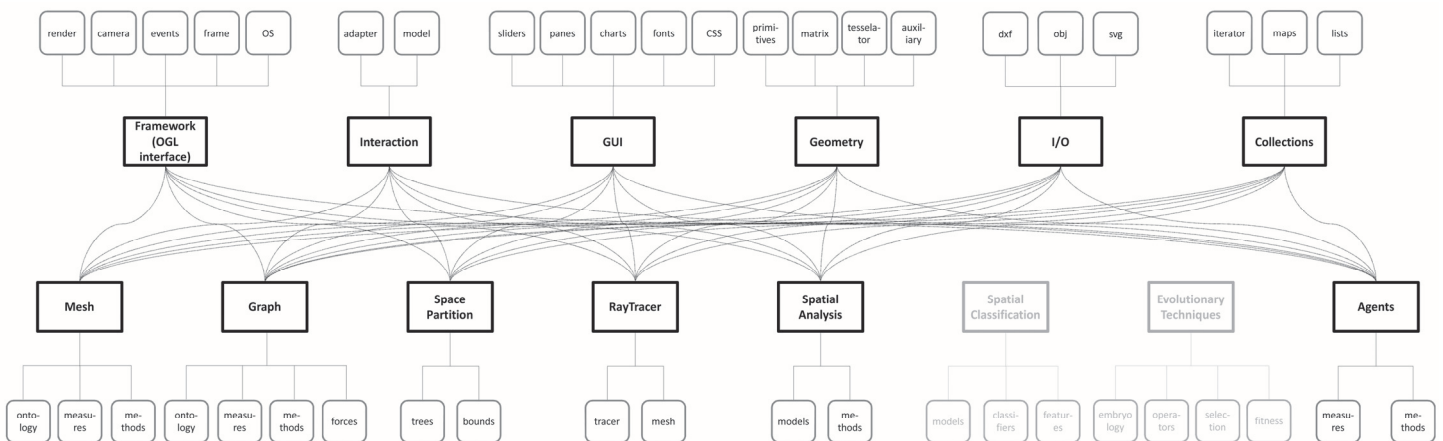 render
camera
events
frame
OS
adapter
model
sliders
panes
charts
fonts
CSS
primi-
tives
matrix
tessela-
tor
auxil-
iary
dxf
obj
svg
iterator
maps
lists
Framework
(OGL
interface)
Interaction
GUI
Geometry
I/O
Collections
Mesh
Graph
Space
Partition
RayTracer
Spatial
Analysis
Spatial
Classification
Evolutionary
Techniques
Agents
onto-
logy
measu-
res
me-
thods
onto-
logy
measu-
res
me-
thods
forces
trees
bounds
tracer
mesh
models
me-
thods
models
classi-
fiers
featur-
es
embryo
logy
opera-
tors
selec-
tion
fitness
measu-
res
me-
thods